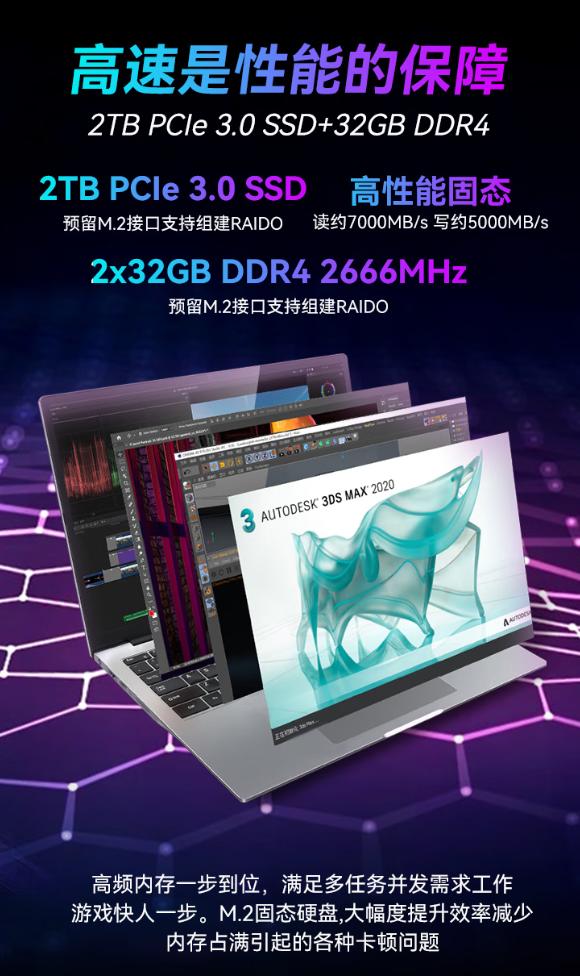 高速是性能的保障
2TB PCIe 3.0 SSD+32GB DDR4
2TB PCIe 3.0 SSD 高性能固态
预留M.2接口支持组建RAIDO 读约7000MB/s 写约5000MB/s
2x32GB DDR4 2666MHz
预留M.2接口支持组建RAIDO
3 AUTODESK® 3DS MAX® 2020
AUTODESK
高频内存一步到位，满足多任务并发需求工作
游戏快人一步。M.2固态硬盘,大幅度提升效率减少
内存占满引起的各种卡顿问题